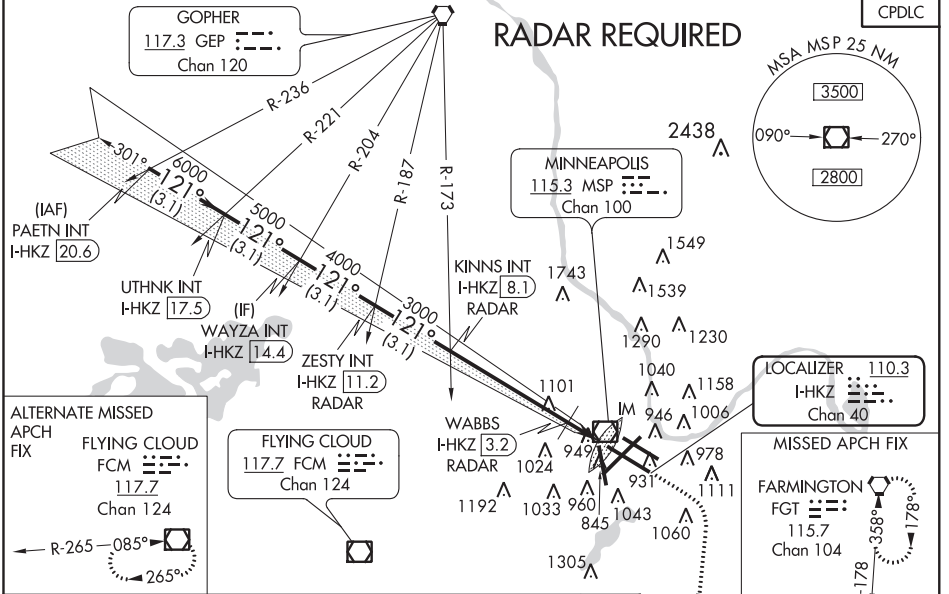 CPDLC
RADAR REQUIRED
GOPHER
117.3 GEP
Chan 120
MSA MSP 25 NM
3500
090°
270°
2800
R-236
R-221
R-204
R-187
R-173
2438
MINNEAPOLIS
115.3 MSP
Chan 100
301°
6000
121°
(3.1)
5000
121°
(3.1)
4000
121°
(3.1)
3000
121°
(3.1)
(IAF)
PAETN INT
I-HKZ 20.6
UTHNK INT
I-HKZ 17.5
(IF)
WAYZA INT
I-HKZ 14.4
ZESTY INT
I-HKZ 11.2
RADAR
KINNS INT
I-HKZ 8.1
RADAR
WABBS
I-HKZ 3.2
RADAR
1549
1743
1539
1290
1230
1040
1158
1101
IM
946
1006
949
1024
978
931
1111
1192
1033
960
845
1043
1060
1305
LOCALIZER 110.3
I-HKZ
Chan 40
ALTERNATE MISSED
APCH
FIX
FLYING CLOUD
FCM
117.7
Chan 124
R-265
085°
265°
FLYING CLOUD
117.7 FCM
Chan 124
MISSED APCH FIX
FARMINGTON
FGT
115.7
Chan 104
358°
178°
-178